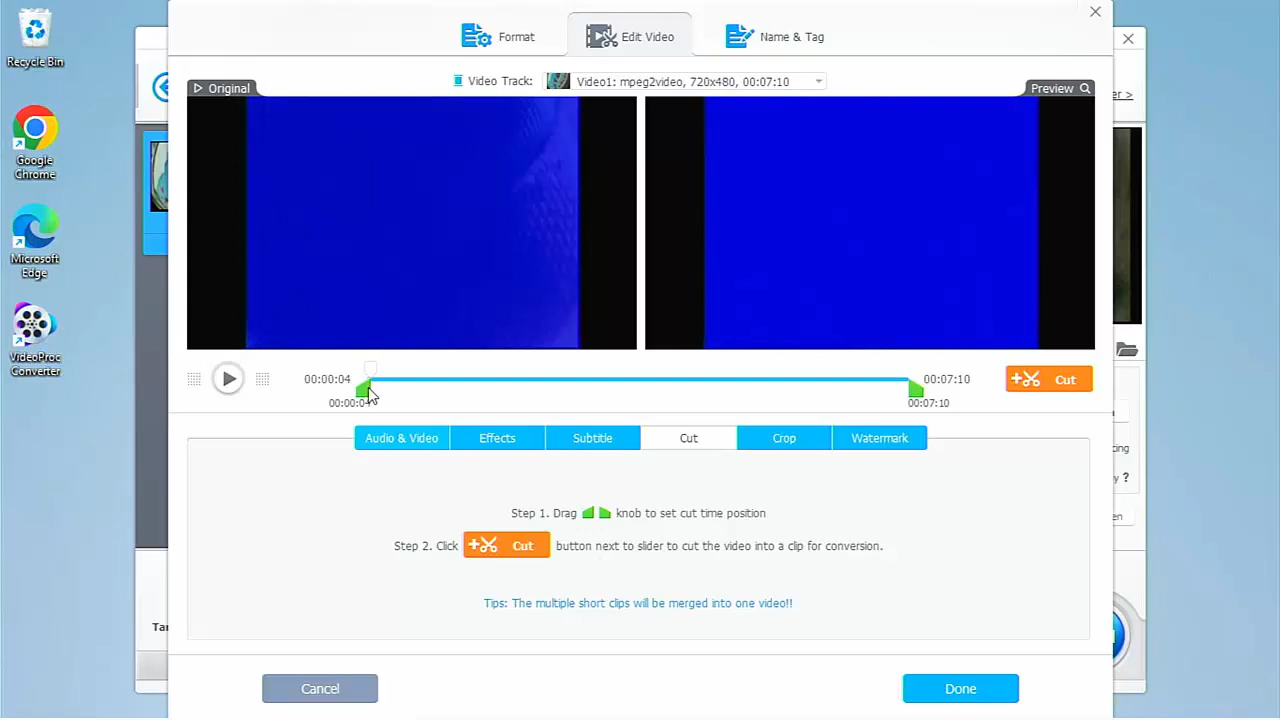 Recycle Bin
Google
Chrome
Microsoft
Edge
VideoProc
Converter
Format
Edit Video
Name & Tag
Video Track:
Video1: mpeg2video, 720x480, 00:07:10
Original
Preview
00:00:04
00:07:10
Cut
00:07:10
Audio & Video
Effects
Subtitle
Cut
Crop
Watermark
Step 1. Drag knob to set cut time position
Step 2. Click Cut button next to slider to cut the video into a clip for conversion.
Tips: The multiple short clips will be merged into one video!!
Cancel
Done